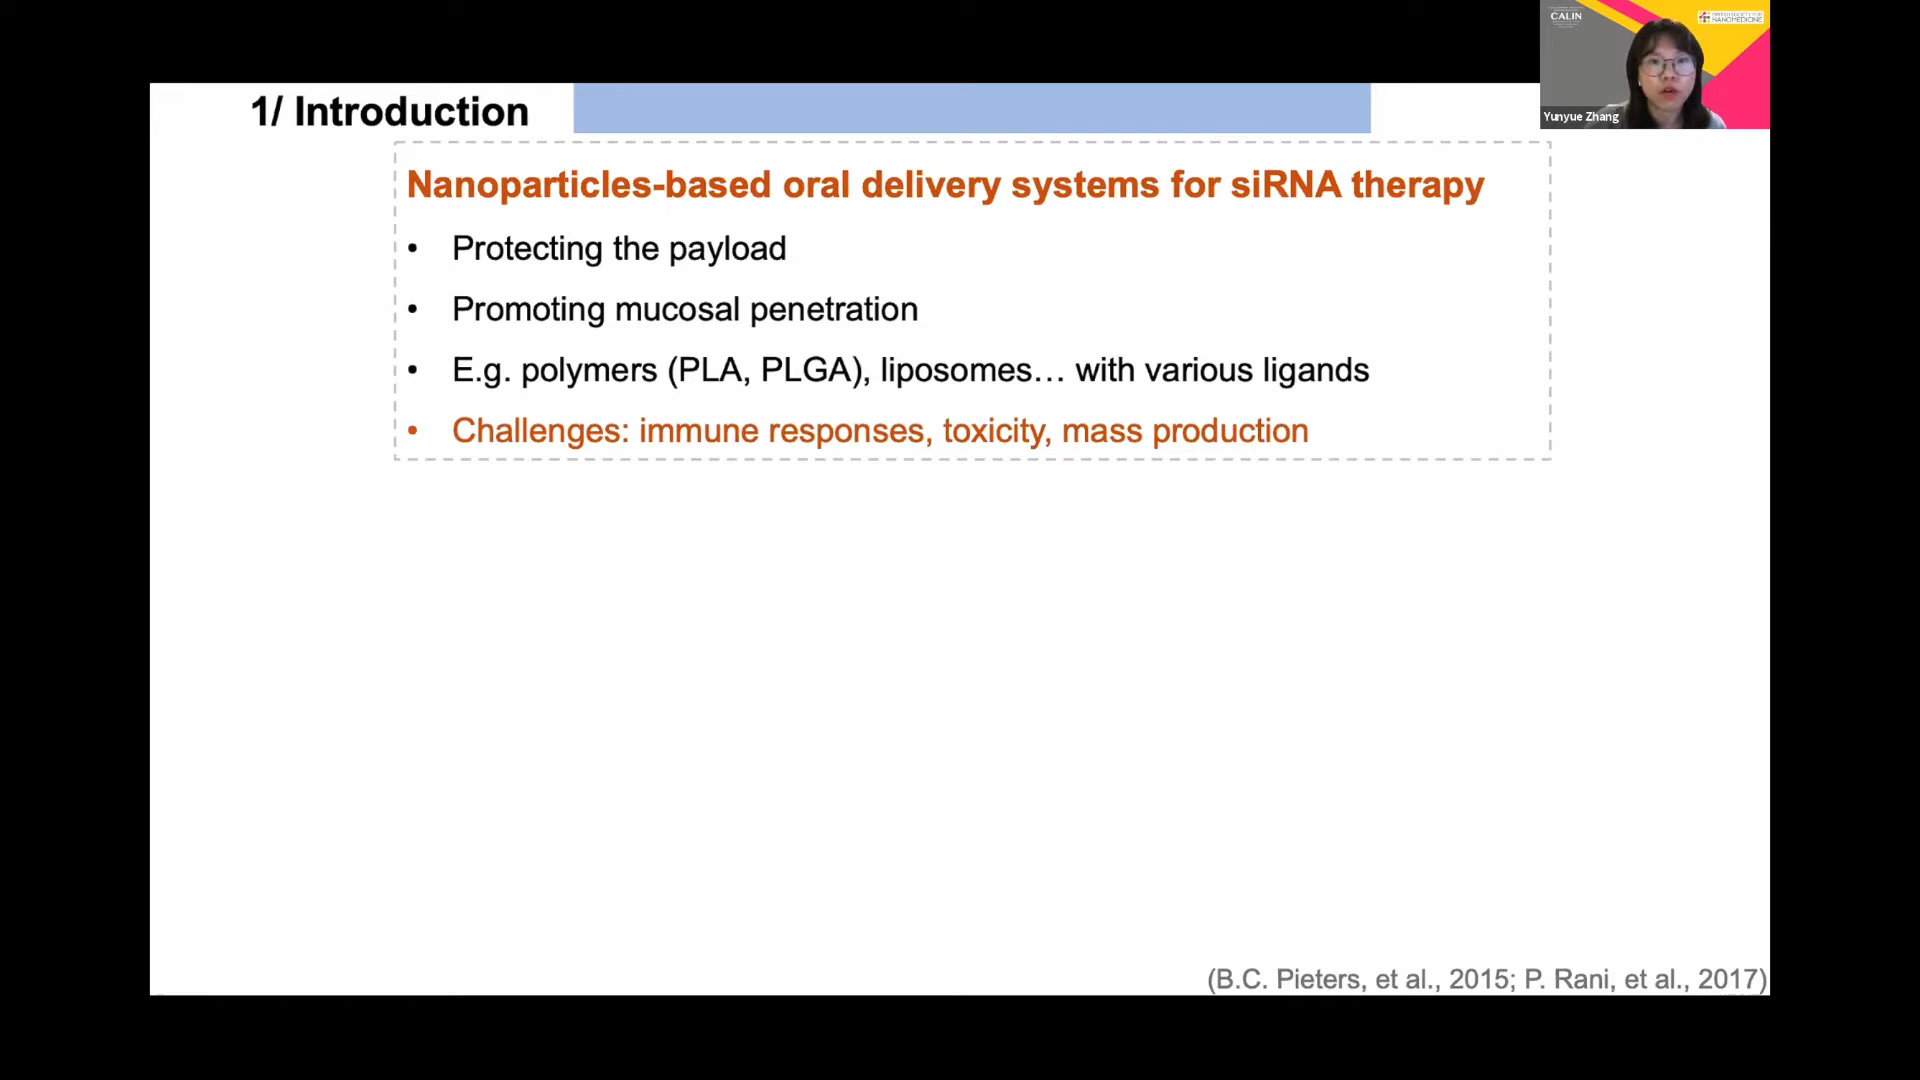 CALIN
NANOMEDICINE
Yunyue Zhang
1/ Introduction
Nanoparticles-based oral delivery systems for siRNA therapy
• Protecting the payload
• Promoting mucosal penetration
• E.g. polymers (PLA, PLGA), liposomes… with various ligands
• Challenges: immune responses, toxicity, mass production
(B.C. Pieters, et al., 2015; P. Rani, et al., 2017)